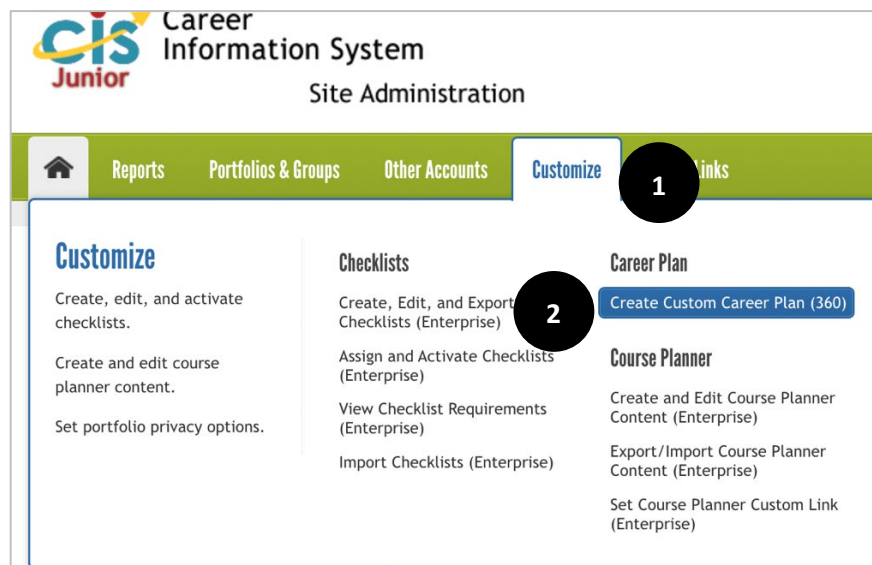 Career
cis Information System
Junior
Site Administration
Reports Portfolios & Groups Other Accounts Customize 1 Links
Customize
Create, edit, and activate
checklists.
Create and edit course
planner content.
Set portfolio privacy options.
Checklists
Create, Edit, and Export
Checklists (Enterprise)
2
Assign and Activate Checklists
(Enterprise)
View Checklist Requirements
(Enterprise)
Import Checklists (Enterprise)
Career Plan
Create Custom Career Plan (360)
Course Planner
Create and Edit Course Planner
Content (Enterprise)
Export/Import Course Planner
Content (Enterprise)
Set Course Planner Custom Link
(Enterprise)